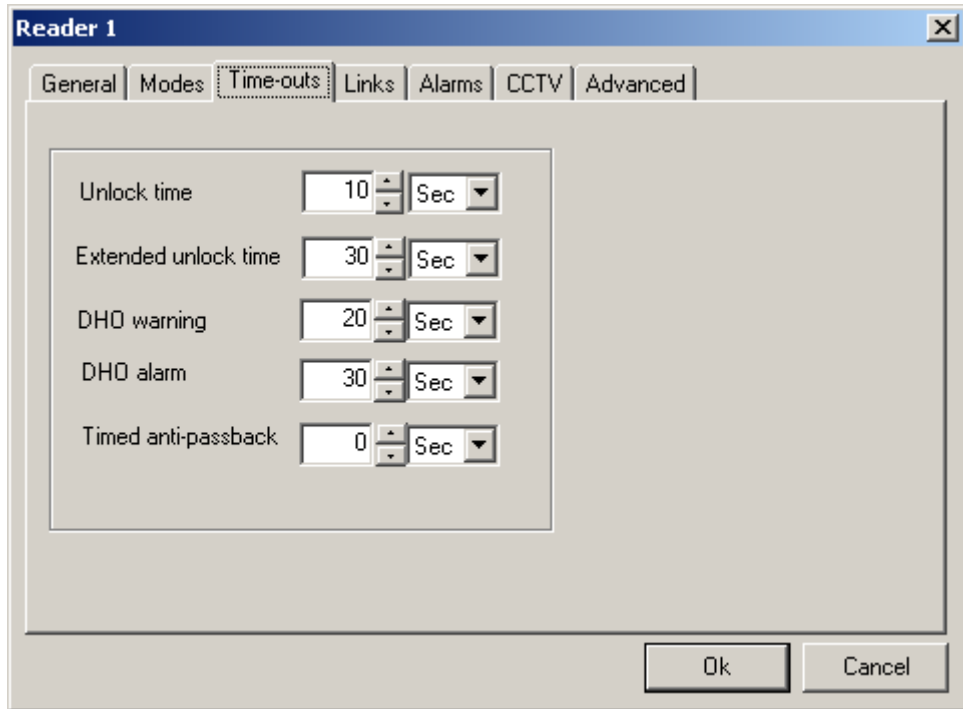 Reader 1
General Modes Time-outs Links Alarms CCTV Advanced
Unlock time 10 Sec
Extended unlock time 30 Sec
DHO warning 20 Sec
DHO alarm 30 Sec
Timed anti-passback 0 Sec
Ok Cancel